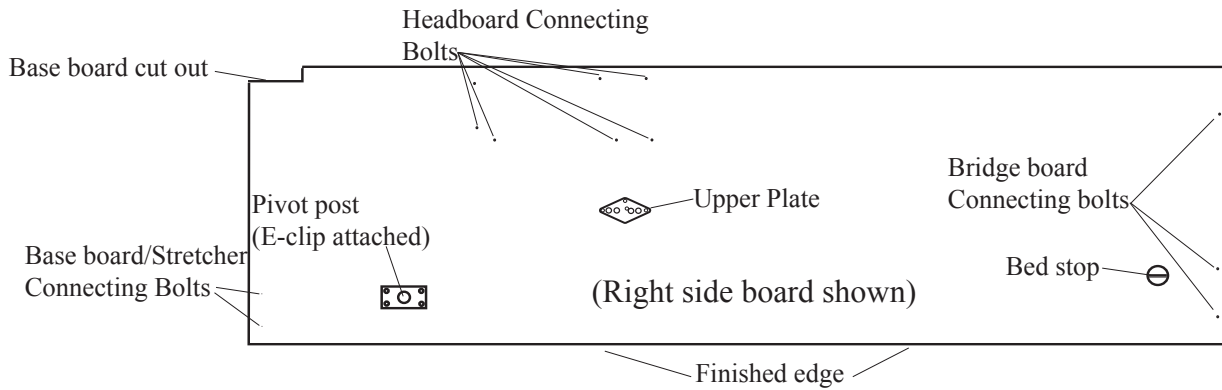 Headboard Connecting
Bolts
Base board cut out
Bridge board
Connecting bolts
Upper Plate
Pivot post
(E-clip attached)
Base board/Stretcher
Connecting Bolts
Bed stop
(Right side board shown)
Finished edge